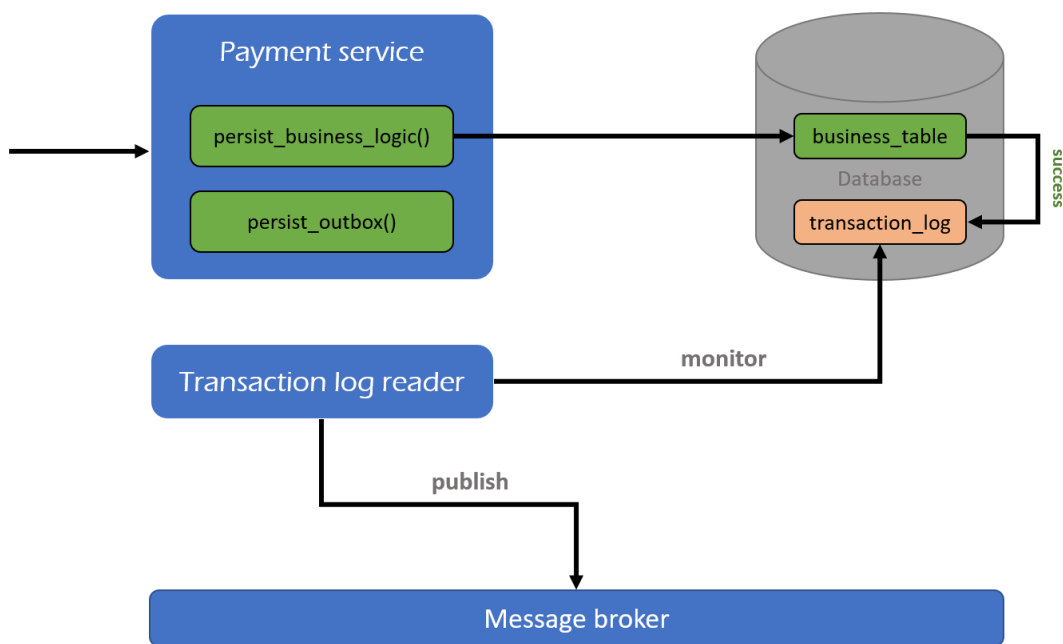 Payment service
persist_business_logic()
business_table
success
Database
persist_outbox()
transaction_log
monitor
Transaction log reader
publish
Message broker